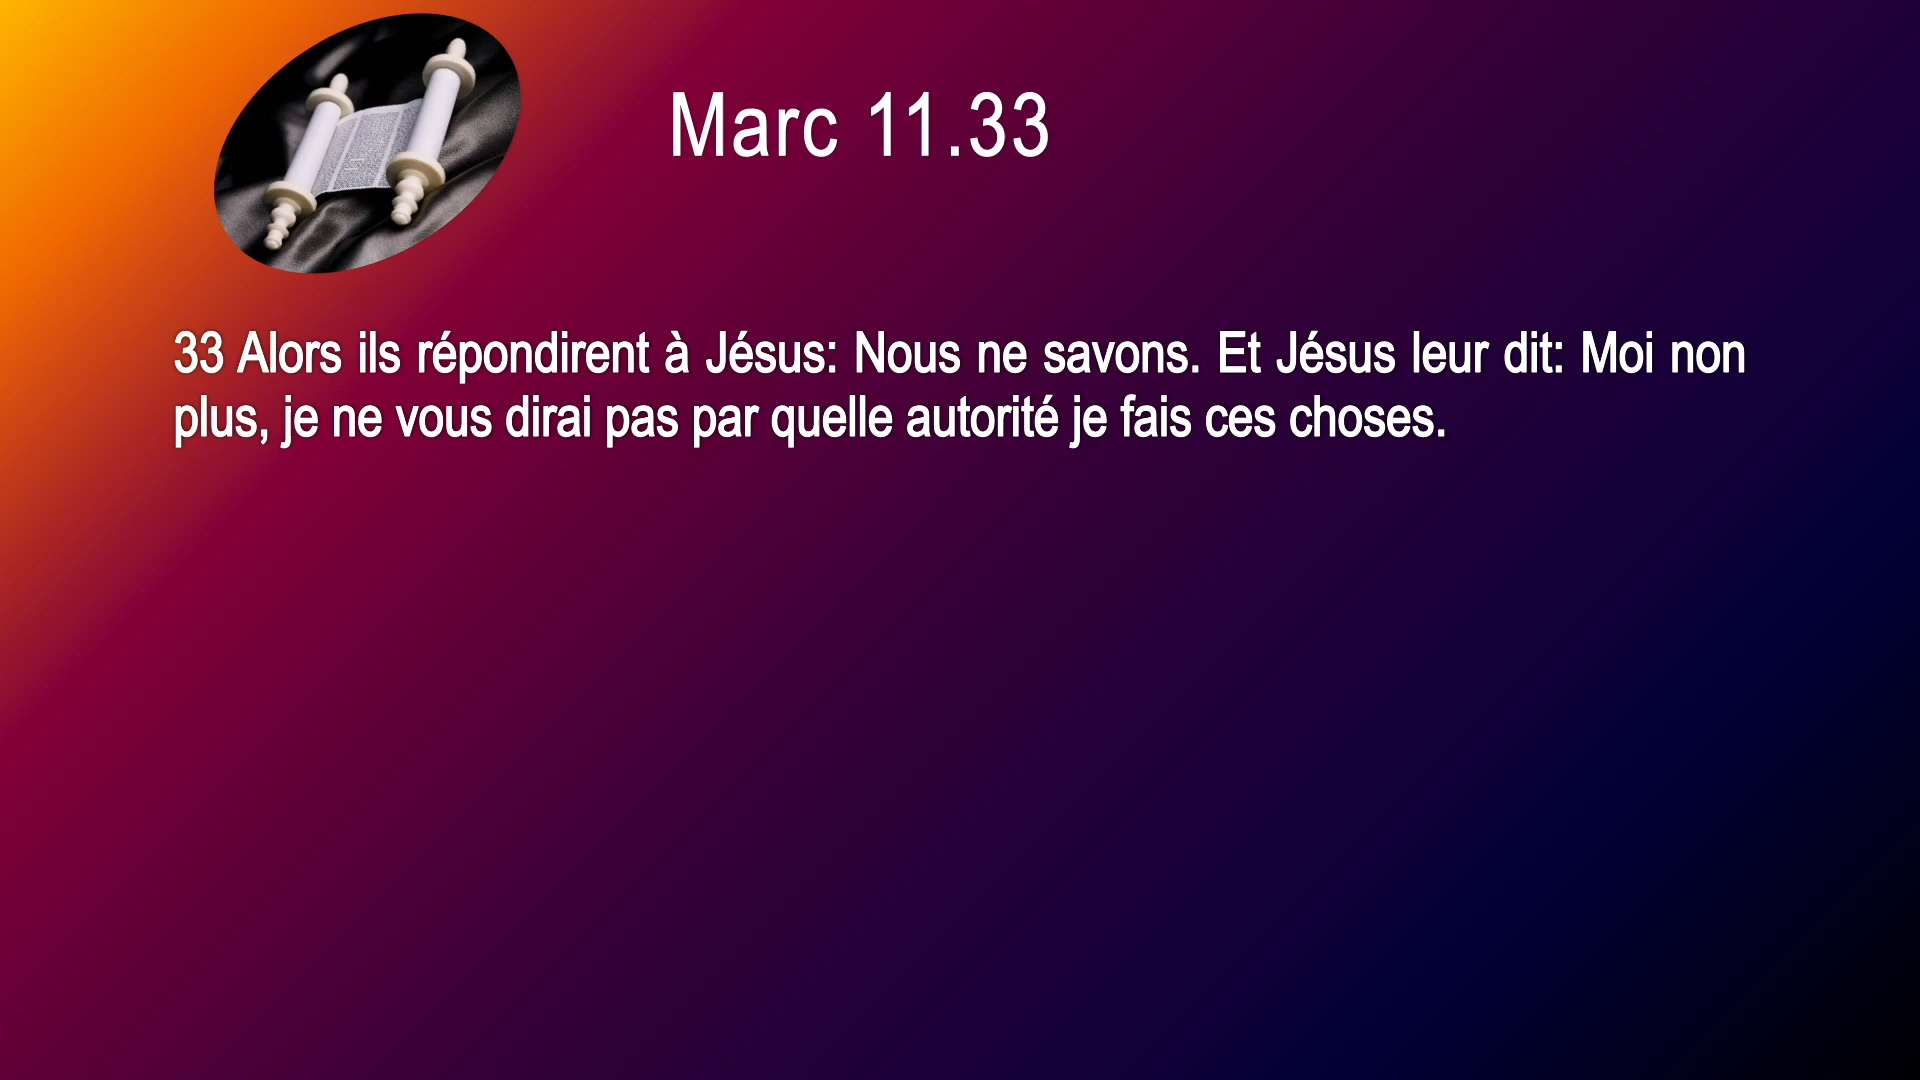 Marc 11.33
33 Alors ils répondirent à Jésus: Nous ne savons. Et Jésus leur dit: Moi non
plus, je ne vous dirai pas par quelle autorité je fais ces choses.